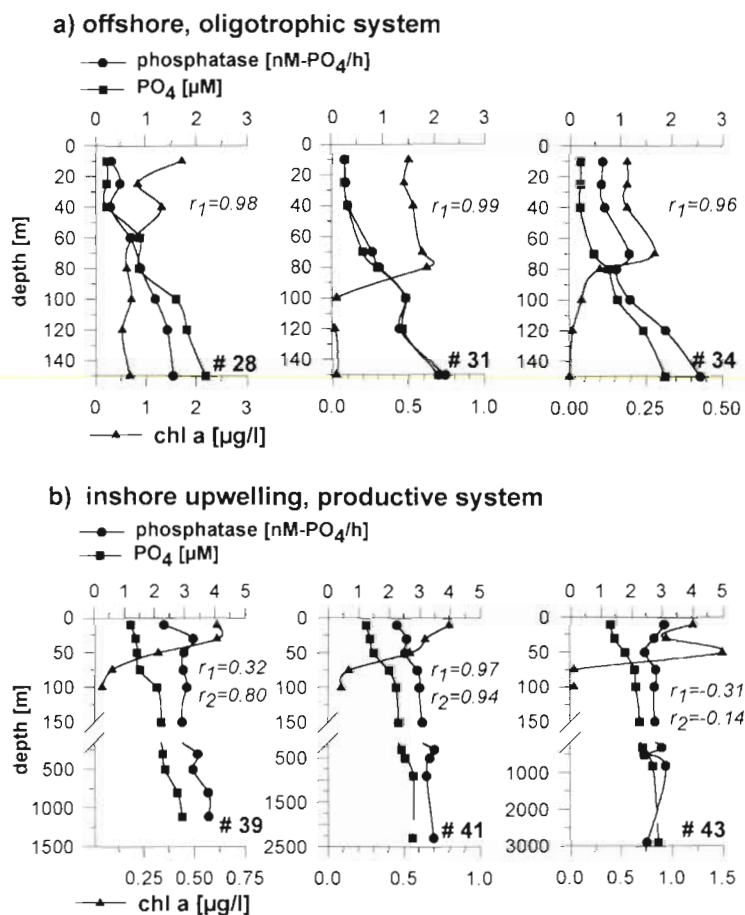 a) offshore, oligotrophic system
phosphatase [nM-PO4/h]
PO4 [µM]
0 1 2 3 0 1 2 3 0 1 2 3
0
20
40
60
80
100
120
140
depth [m]
r1=0.98
r1=0.99
r1=0.96
# 28
# 31
# 34
0 1 2 3 0 0.5 1.0 0.00 0.25 0.50
chl a [µg/l]
b) inshore upwelling, productive system
phosphatase [nM-PO4/h]
PO4 [µM]
0 1 2 3 4 5 0 1 2 3 4 5 0 1 2 3 4 5
0 0 0
50 50 50
100 100 100
150 150 150
depth [m]
r1=0.32
r2=0.80
r1=0.97
r2=0.94
r1=-0.31
r2=-0.14
500 500 1000
1000 1500 2000
1500 2500 3000
# 39
# 41
# 43
0.25 0.50 0.75 0.0 0.5 1.0 0.0 0.5 1.0 1.5
chl a [µg/l]